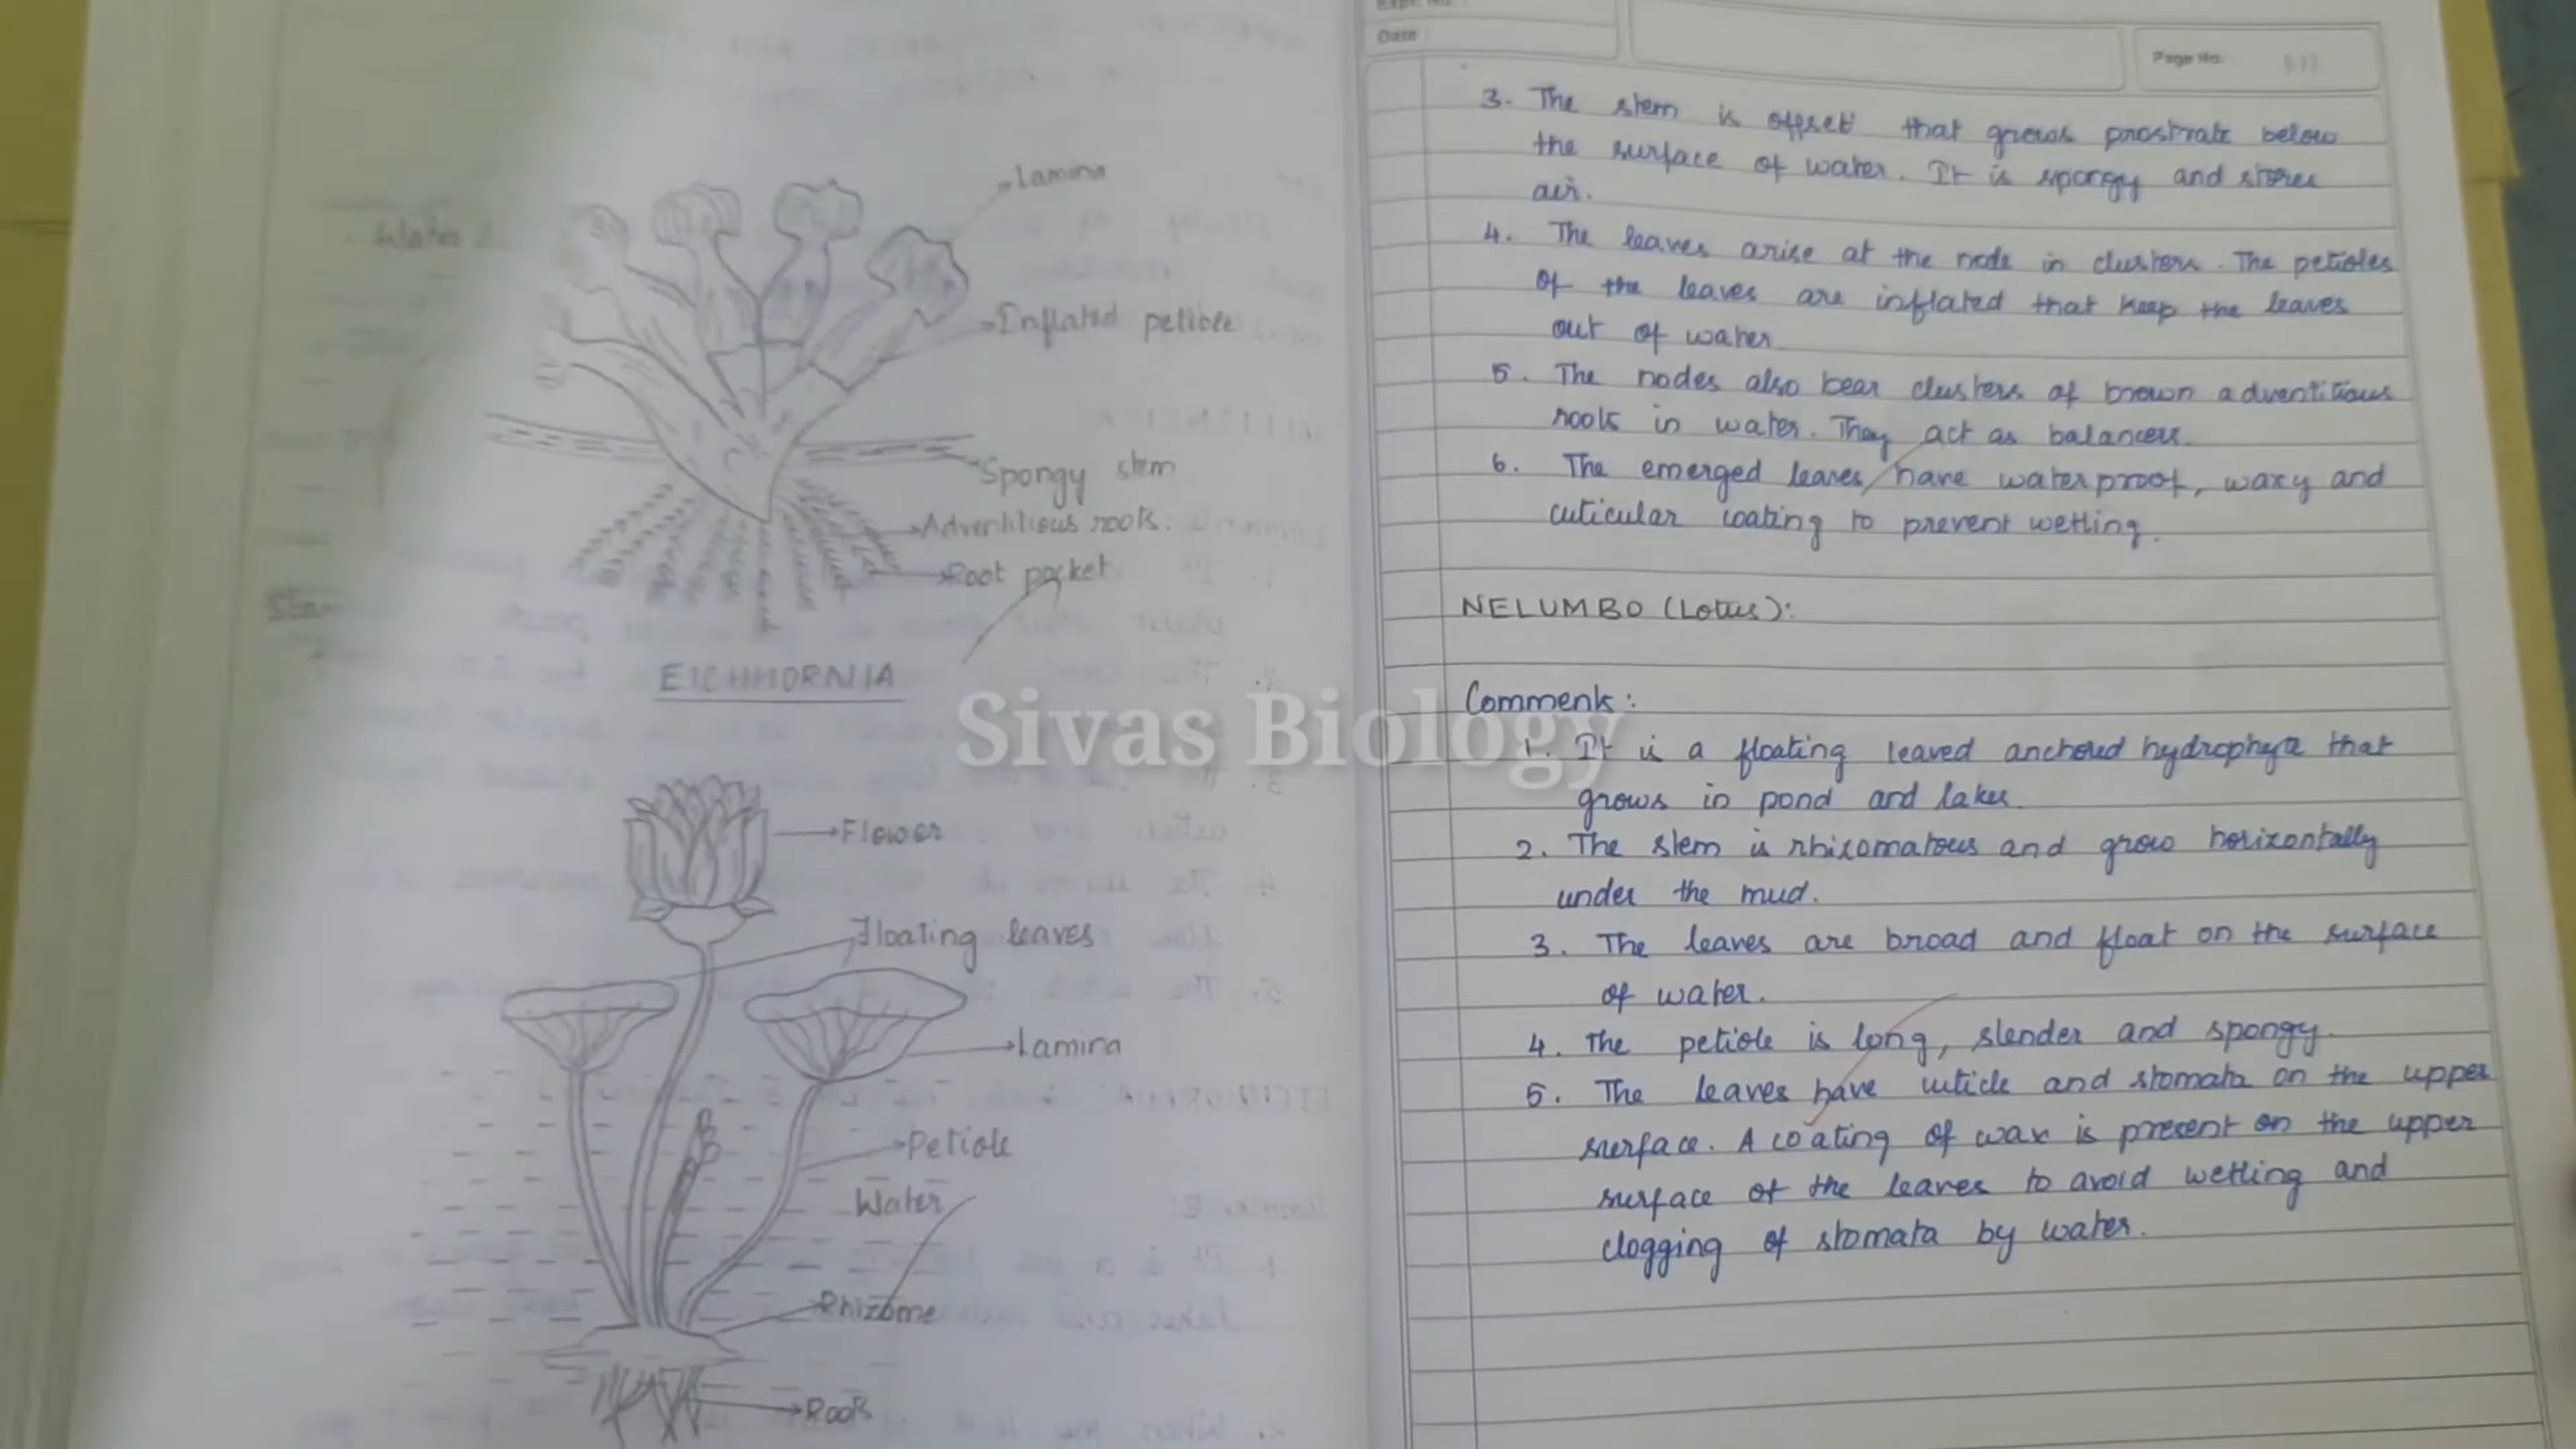 Lamina
Inflated petiole
Spongy stem
Adventitious roots.
Root pocket
EICHHORNIA
Flower
Floating leaves
Lamina
Petiole
Water
Rhizome
Roots
Sivas Biology
Date :
Page No.
3. The stem is offset that grows prostrate below
the surface of water. It is spongy and stores
air.
4. The leaves arise at the node in clusters. The petioles
of the leaves are inflated that keep the leaves
out of water
5. The nodes also bear clusters of brown adventitious
roots in water. They act as balancers.
6. The emerged leaves have waterproof, waxy and
cuticular coating to prevent wetting.
NELUMBO (Lotus):
Comments:
1. It is a floating leaved anchored hydrophyte that
grows in pond and lakes.
2. The stem is rhizomatous and grow horizontally
under the mud.
3. The leaves are broad and float on the surface
of water.
4. The petiole is long, slender and spongy.
5. The leaves have cuticle and stomata on the upper
surface. A coating of wax is present on the upper
surface of the leaves to avoid wetting and
clogging of stomata by water.